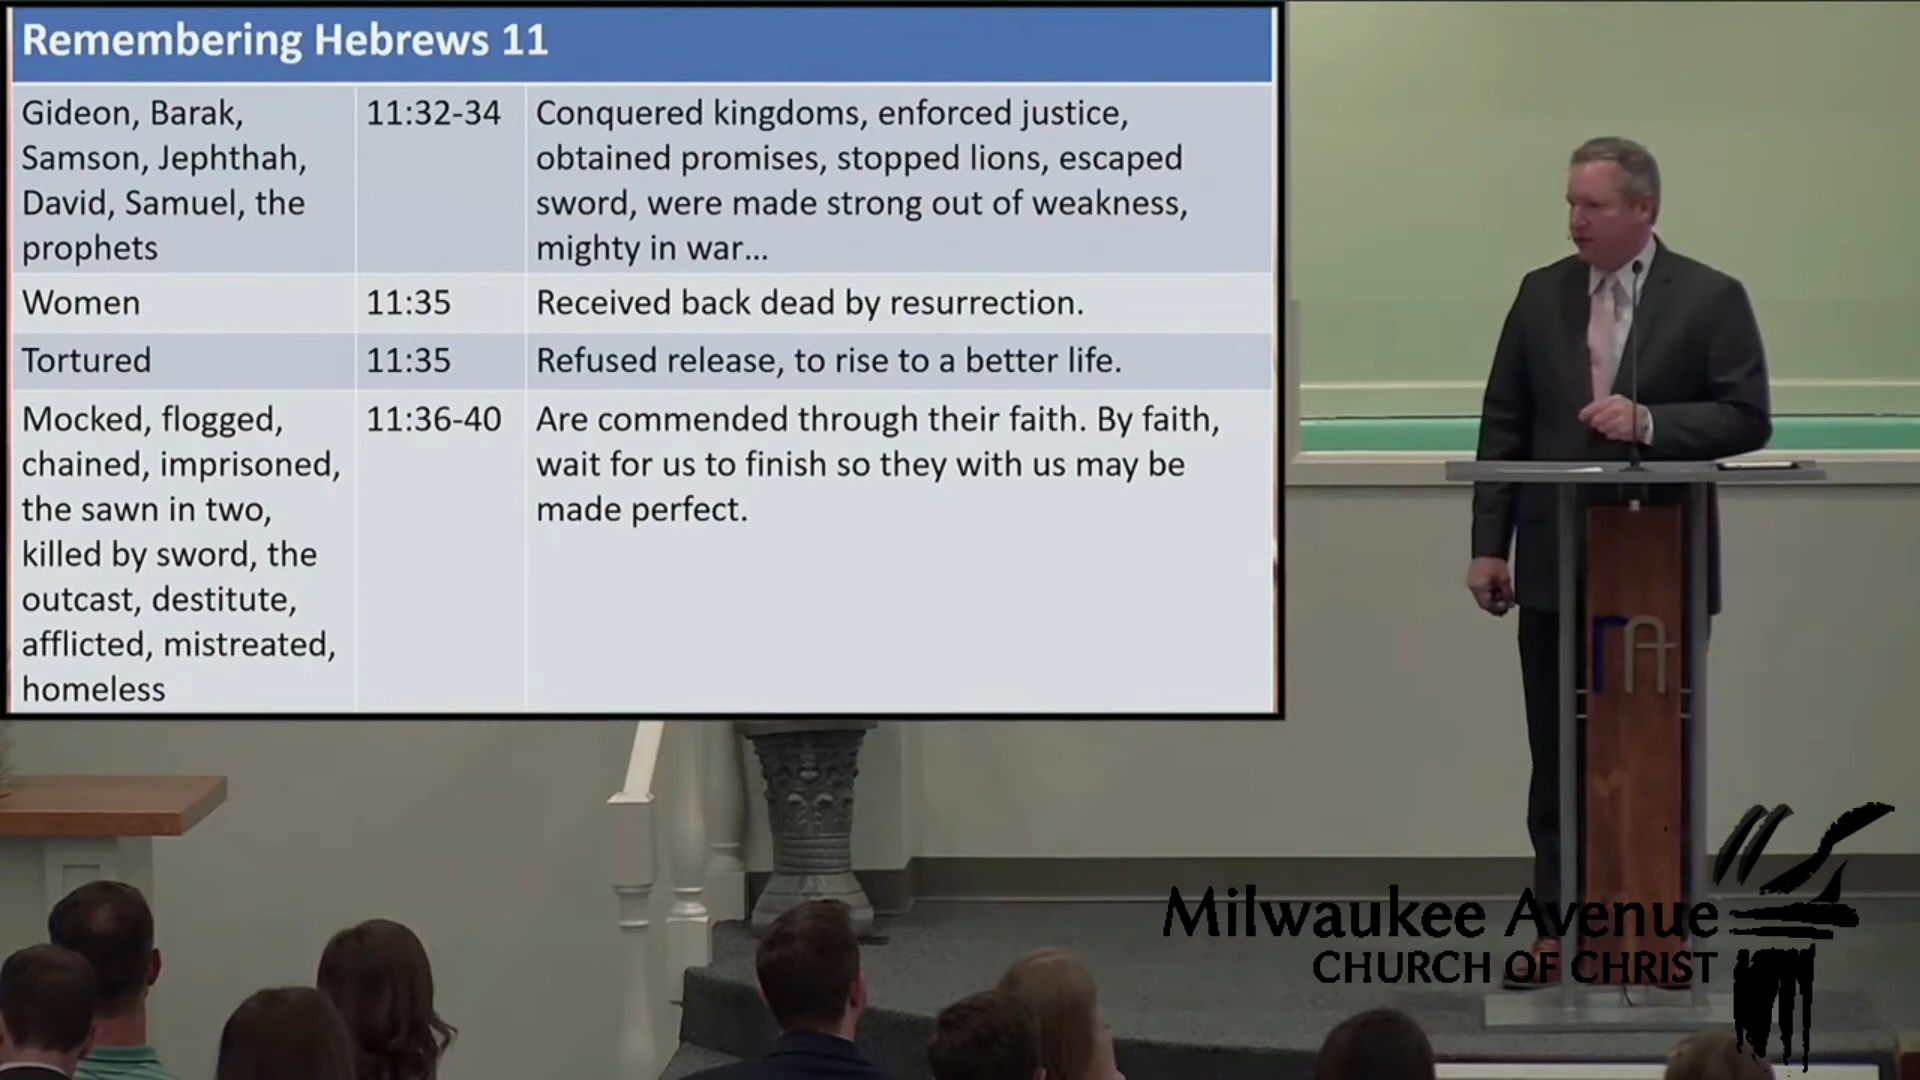 Remembering Hebrews 11
Gideon, Barak,
Samson, Jephthah,
David, Samuel, the
prophets
11:32-34
Conquered kingdoms, enforced justice,
obtained promises, stopped lions, escaped
sword, were made strong out of weakness,
mighty in war...
Women
11:35
Received back dead by resurrection.
Tortured
11:35
Refused release, to rise to a better life.
Mocked, flogged,
chained, imprisoned,
the sawn in two,
killed by sword, the
outcast, destitute,
afflicted, mistreated,
homeless
11:36-40
Are commended through their faith. By faith,
wait for us to finish so they with us may be
made perfect.
Milwaukee Avenue
CHURCH OF CHRIST